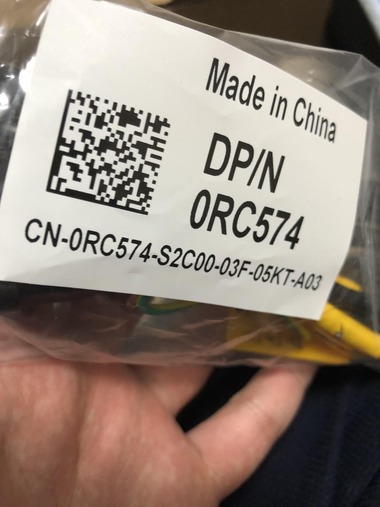 Made in China
DP/N
0RC574
CN-0RC574-S2C00-03F-05KT-A03